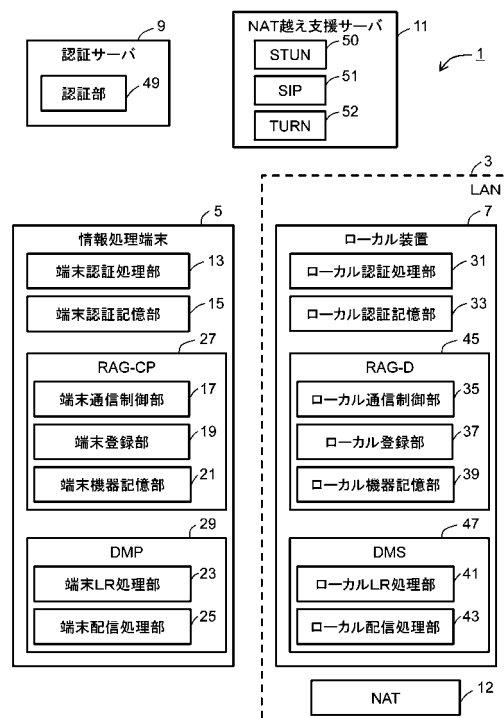 9
認証サーバ
認証部
49
NAT越え支援サーバ
11
STUN
50
SIP
51
TURN
52
1
3
LAN
5
情報処理端末
端末認証処理部
13
端末認証記憶部
15
27
RAG-CP
端末通信制御部
17
端末登録部
19
端末機器記憶部
21
29
DMP
端末LR処理部
23
端末配信処理部
25
7
ローカル装置
ローカル認証処理部
31
ローカル認証記憶部
33
45
RAG-D
ローカル通信制御部
35
ローカル登録部
37
ローカル機器記憶部
39
47
DMS
ローカルLR処理部
41
ローカル配信処理部
43
NAT
12